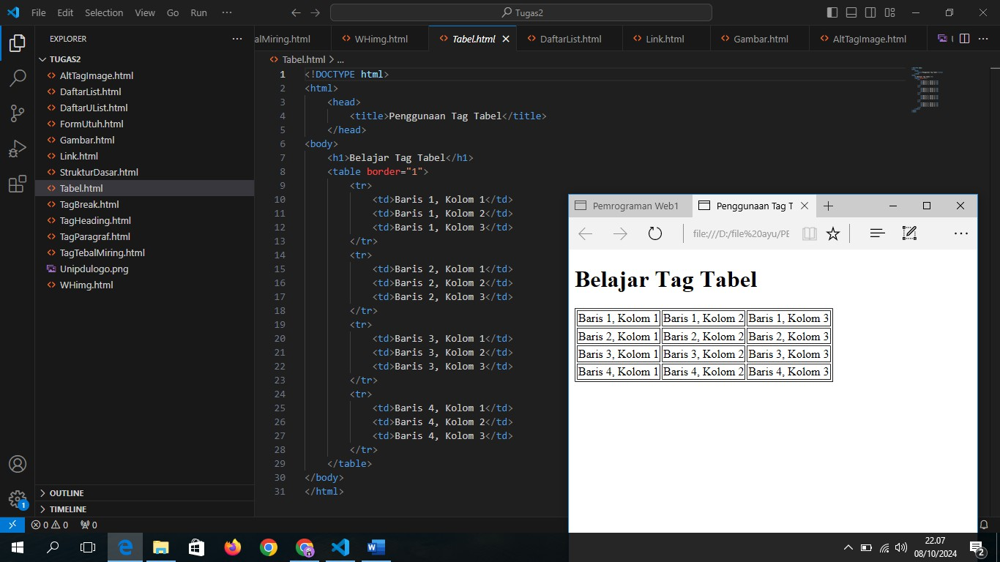 File Edit Selection View Go Run ··· Tugas2
EXPLORER ···
TUGAS2
AltTagImage.html
DaftarList.html
DaftarUList.html
FormUtuh.html
Gambar.html
Link.html
StrukturDasar.html
Tabel.html
TagBreak.html
TagHeading.html
TagParagraf.html
TagTebalMiring.html
Unipdulogo.png
WHimg.html
OUTLINE
TIMELINE
alMiring.html WHimg.html Tabel.html DaftarList.html Link.html Gambar.html AltTagImage.html
Tabel.html > ...
1 <!DOCTYPE html>
2 <html>
3 <head>
4 <title>Penggunaan Tag Tabel</title>
5 </head>
6 <body>
7 <h1>Belajar Tag Tabel</h1>
8 <table border="1">
9 <tr>
10 <td>Baris 1, Kolom 1</td>
11 <td>Baris 1, Kolom 2</td>
12 <td>Baris 1, Kolom 3</td>
13 </tr>
14 <tr>
15 <td>Baris 2, Kolom 1</td>
16 <td>Baris 2, Kolom 2</td>
17 <td>Baris 2, Kolom 3</td>
18 </tr>
19 <tr>
20 <td>Baris 3, Kolom 1</td>
21 <td>Baris 3, Kolom 2</td>
22 <td>Baris 3, Kolom 3</td>
23 </tr>
24 <tr>
25 <td>Baris 4, Kolom 1</td>
26 <td>Baris 4, Kolom 2</td>
27 <td>Baris 4, Kolom 3</td>
28 </tr>
29 </table>
30 </body>
31 </html>
Pemrograman Web1 Penggunaan Tag T
file:///D:/file%20ayu/PE
Belajar Tag Tabel
Baris 1, Kolom 1 Baris 1, Kolom 2 Baris 1, Kolom 3
Baris 2, Kolom 1 Baris 2, Kolom 2 Baris 2, Kolom 3
Baris 3, Kolom 1 Baris 3, Kolom 2 Baris 3, Kolom 3
Baris 4, Kolom 1 Baris 4, Kolom 2 Baris 4, Kolom 3
1
0 0 0
22.07
08/10/2024
2